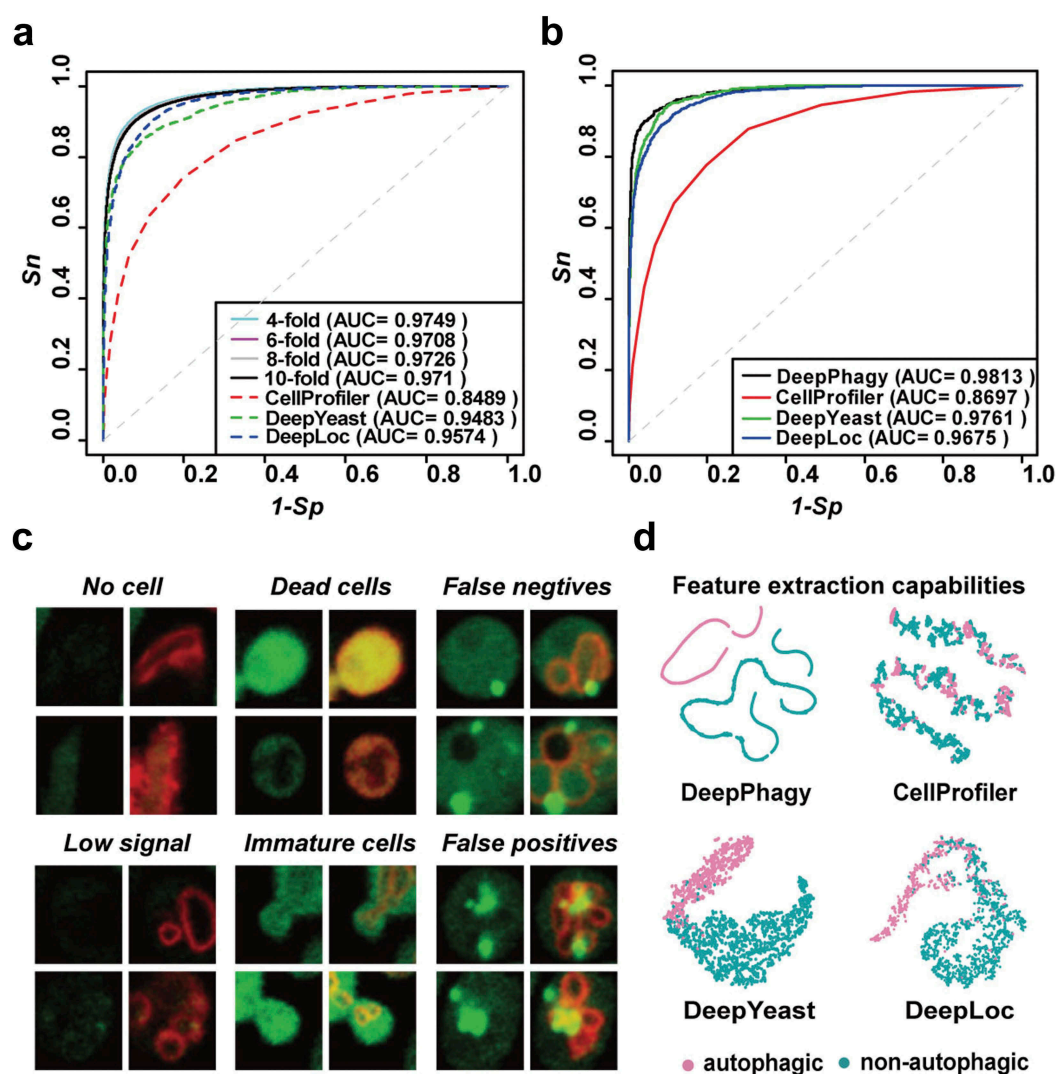 a
1.0
0.8
0.6
0.4
0.2
0.0
Sn
4-fold (AUC= 0.9749 )
6-fold (AUC= 0.9708 )
8-fold (AUC= 0.9726 )
10-fold (AUC= 0.971 )
CellProfiler (AUC= 0.8489 )
DeepYeast (AUC= 0.9483 )
DeepLoc (AUC= 0.9574 )
0.0 0.2 0.4 0.6 0.8 1.0
1-Sp
b
1.0
0.8
0.6
0.4
0.2
0.0
Sn
DeepPhagy (AUC= 0.9813 )
CellProfiler (AUC= 0.8697 )
DeepYeast (AUC= 0.9761 )
DeepLoc (AUC= 0.9675 )
0.0 0.2 0.4 0.6 0.8 1.0
1-Sp
c
No cell Dead cells False negtives
Low signal Immature cells False positives
d
Feature extraction capabilities
DeepPhagy CellProfiler
DeepYeast DeepLoc
autophagic non-autophagic